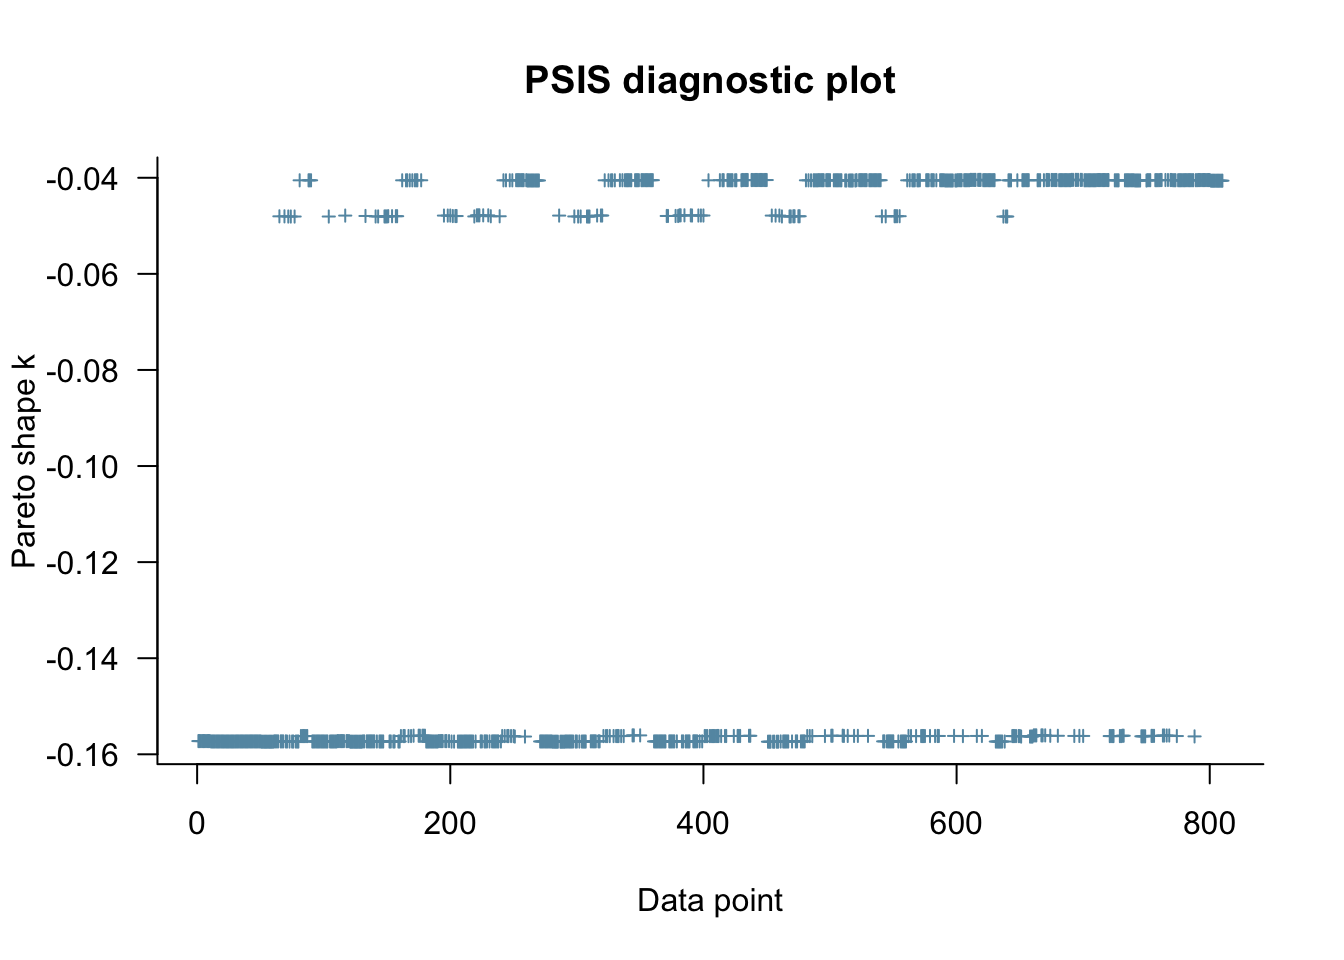 PSIS diagnostic plot
Pareto shape k
-0.04
-0.06
-0.08
-0.10
-0.12
-0.14
-0.16
0 200 400 600 800
Data point